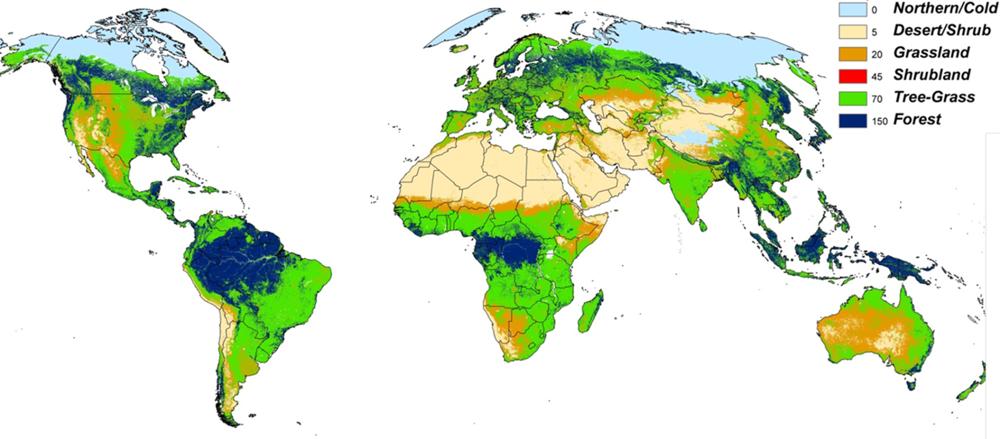 0 Northern/Cold
5 Desert/Shrub
20 Grassland
45 Shrubland
70 Tree-Grass
150 Forest